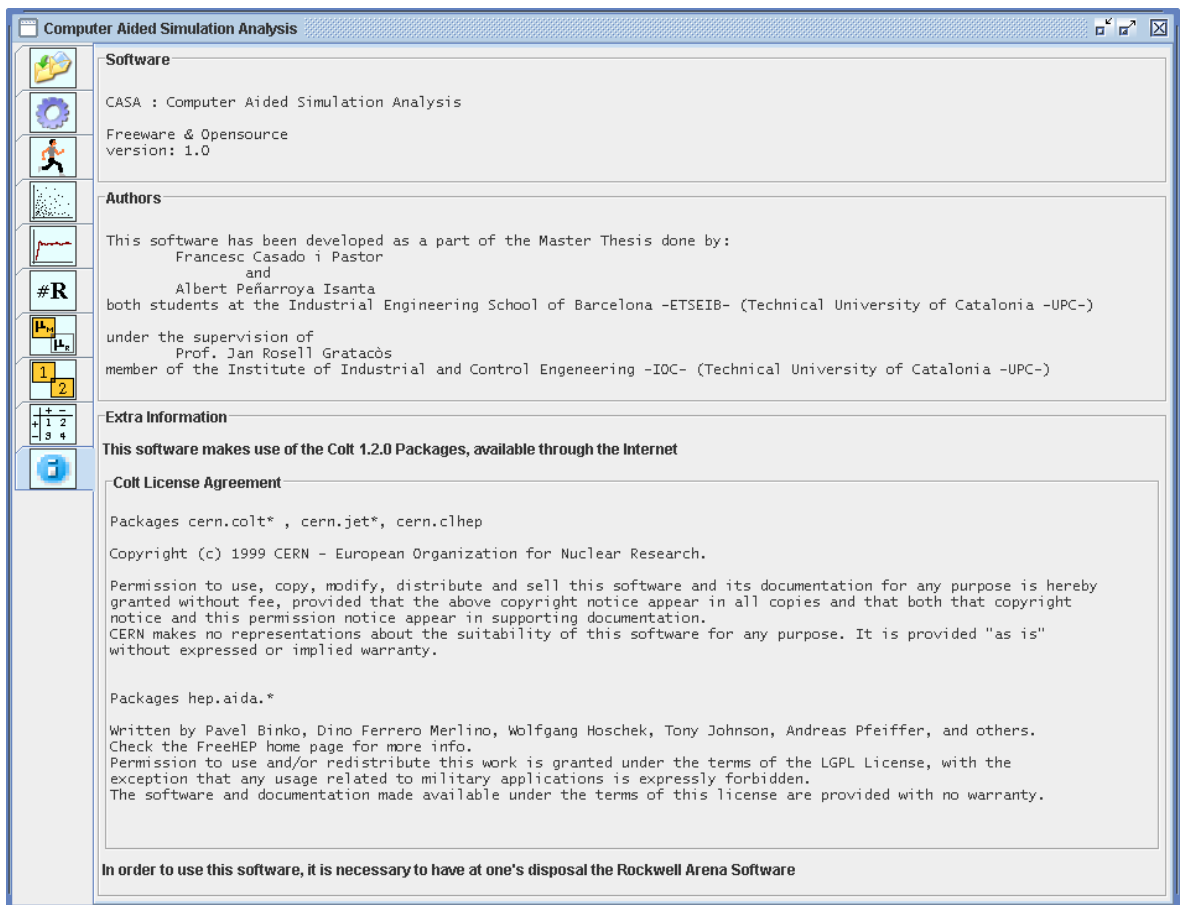 Computer Aided Simulation Analysis
Software
CASA : Computer Aided Simulation Analysis
Freeware & Opensource
version: 1.0
Authors
This software has been developed as a part of the Master Thesis done by:
Francesc Casado i Pastor
and
Albert Peñarroya Isanta
both students at the Industrial Engineering School of Barcelona -ETSEIB- (Technical University of Catalonia -UPC-)
under the supervision of
Prof. Jan Rosell Gratacòs
member of the Institute of Industrial and Control Engeneering -IOC- (Technical University of Catalonia -UPC-)
#R
μM
μR
1
2
+ -
+ 1 2
- 3 4
i
Extra Information
This software makes use of the Colt 1.2.0 Packages, available through the Internet
Colt License Agreement
Packages cern.colt* , cern.jet*, cern.clhep
Copyright (c) 1999 CERN - European Organization for Nuclear Research.
Permission to use, copy, modify, distribute and sell this software and its documentation for any purpose is hereby
granted without fee, provided that the above copyright notice appear in all copies and that both that copyright
notice and this permission notice appear in supporting documentation.
CERN makes no representations about the suitability of this software for any purpose. It is provided "as is"
without expressed or implied warranty.
Packages hep.aida.*
Written by Pavel Binko, Dino Ferrero Merlino, Wolfgang Hoschek, Tony Johnson, Andreas Pfeiffer, and others.
Check the FreeHEP home page for more info.
Permission to use and/or redistribute this work is granted under the terms of the LGPL License, with the
exception that any usage related to military applications is expressly forbidden.
The software and documentation made available under the terms of this license are provided with no warranty.
In order to use this software, it is necessary to have at one's disposal the Rockwell Arena Software